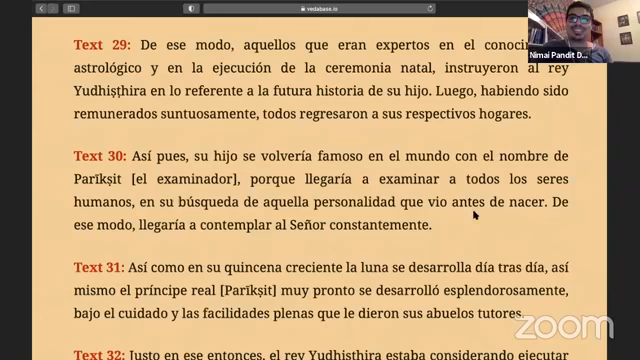 vedabase.io
Nimai Pandit D...
Text 29: De ese modo, aquellos que eran expertos en el
astrológico y en la ejecución de la ceremonia natal, instruyeron al rey
Yudhiṣṭhira en lo referente a la futura historia de su hijo. Luego, habiendo sido
remunerados suntuosamente, todos regresaron a sus respectivos hogares.
Text 30: Así pues, su hijo se volvería famoso en el mundo con el nombre de
Parīkṣit [el examinador], porque llegaría a examinar a todos los seres
humanos, en su búsqueda de aquella personalidad que vio antes de nacer. De
ese modo, llegaría a contemplar al Señor constantemente.
Text 31: Así como en su quincena creciente la luna se desarrolla día tras día, así
mismo el príncipe real [Parīkṣit] muy pronto se desarrolló esplendorosamente,
bajo el cuidado y las facilidades plenas que le dieron sus abuelos tutores.
zoom
Text 32: Justo en ese entonces, el rey Yudhisthira estaba considerando ejecutar